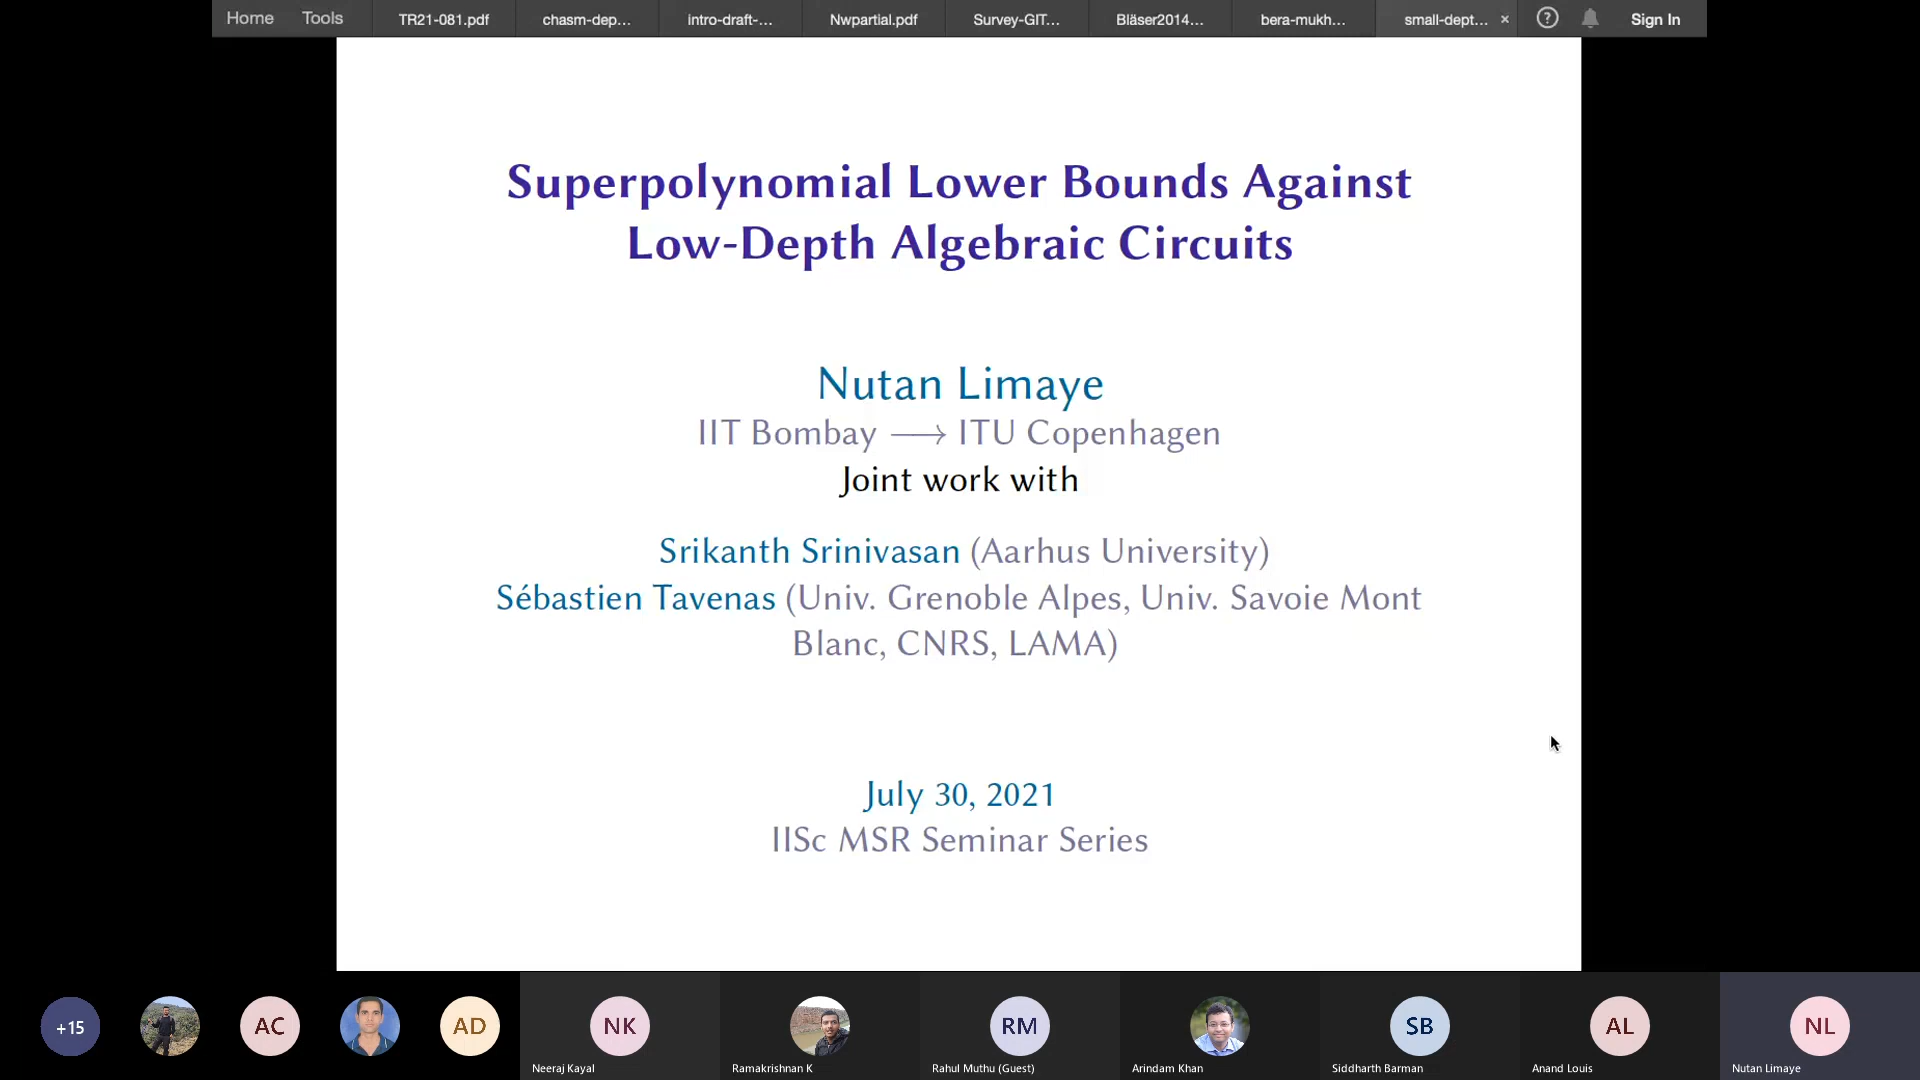 Home Tools TR21-081.pdf chasm-dep... intro-draft-... Nwpartial.pdf Survey-GIT... Bläser2014... bera-mukh... small-dept... × ? Sign In
Superpolynomial Lower Bounds Against
Low-Depth Algebraic Circuits
Nutan Limaye
IIT Bombay ⟶ ITU Copenhagen
Joint work with
Srikanth Srinivasan (Aarhus University)
Sébastien Tavenas (Univ. Grenoble Alpes, Univ. Savoie Mont
Blanc, CNRS, LAMA)
July 30, 2021
IISc MSR Seminar Series
+15 AC AD NK RM SB AL NL
Neeraj Kayal Ramakrishnan K Rahul Muthu (Guest) Arindam Khan Siddharth Barman Anand Louis Nutan Limaye